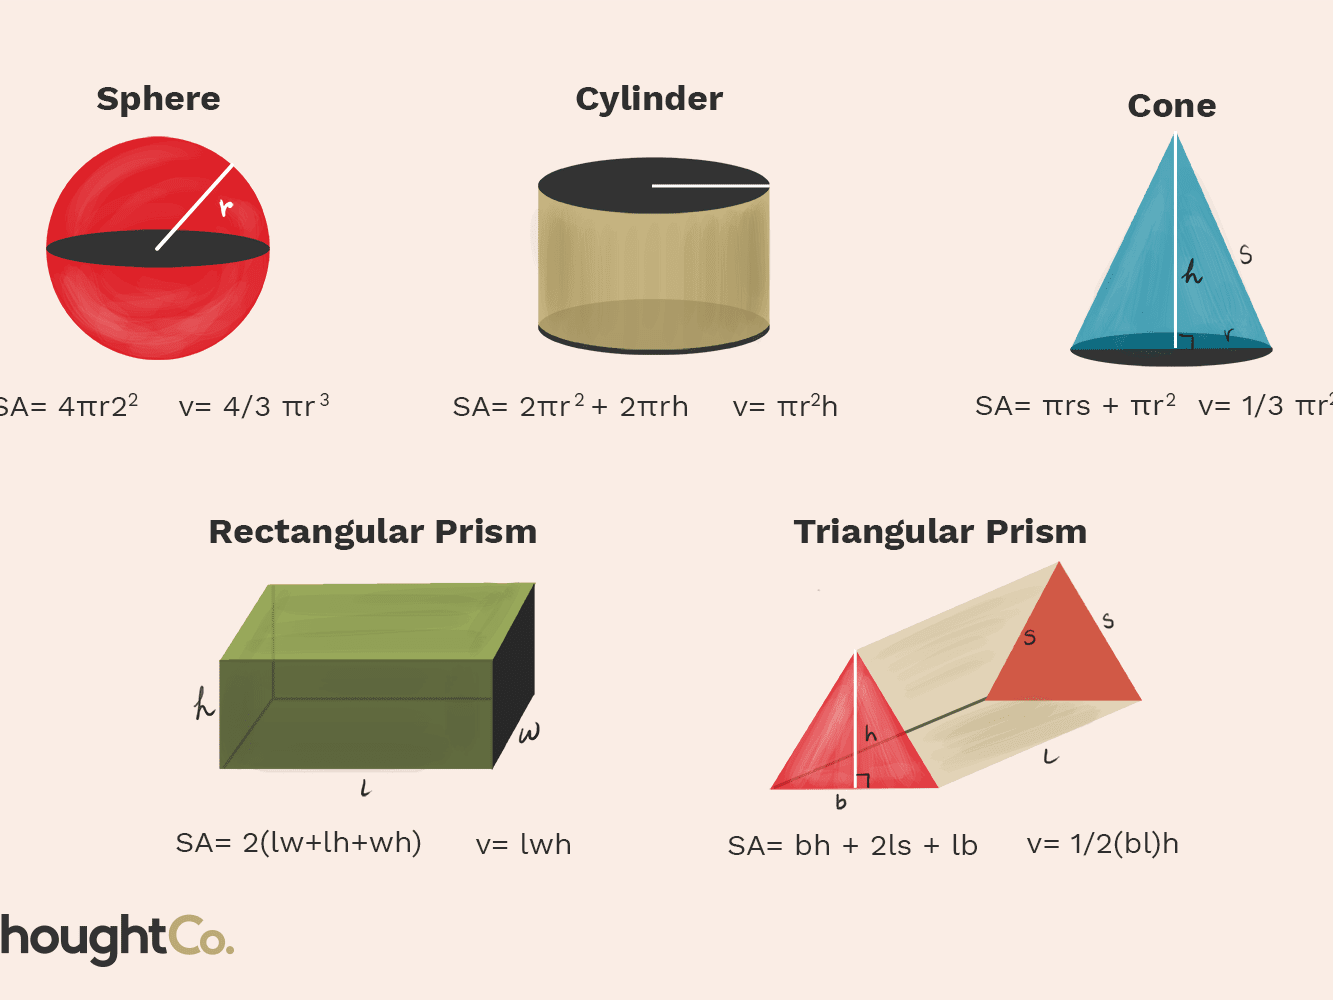 Sphere
r
SA= 4πr2²
v= 4/3 πr³
Cylinder
SA= 2πr² + 2πrh
v= πr²h
Cone
h
s
r
SA= πrs + πr²
v= 1/3 πr²
Rectangular Prism
h
w
l
SA= 2(lw+lh+wh)
v= lwh
Triangular Prism
s
s
h
L
b
SA= bh + 2ls + lb
v= 1/2(bl)h
houghtCo.